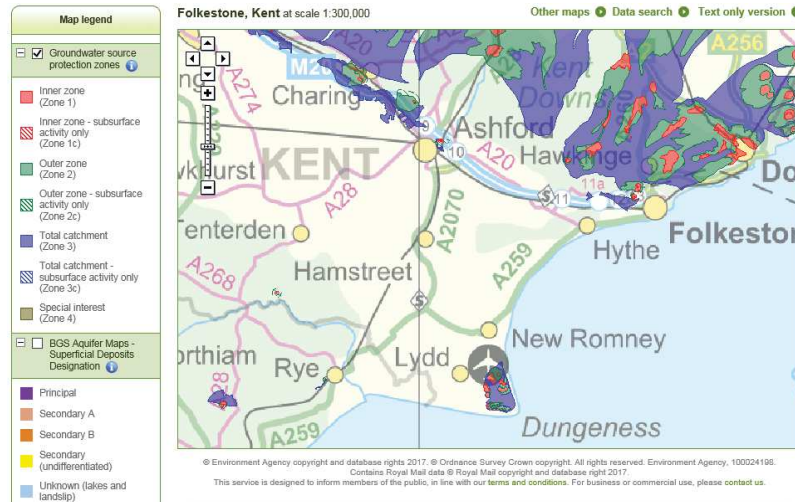 Map legend
Groundwater source
protection zones
Inner zone
(Zone 1)
Inner zone - subsurface
activity only
(Zone 1c)
Outer zone
(Zone 2)
Outer zone - subsurface
activity only
(Zone 2c)
Total catchment
(Zone 3)
Total catchment -
subsurface activity only
(Zone 3c)
Special interest
(Zone 4)
BGS Aquifer Maps -
Superficial Deposits
Designation
Principal
Secondary A
Secondary B
Secondary
(undifferentiated)
Unknown (lakes and
landslip)
Folkestone, Kent at scale 1:300,000
Other maps Data search Text only version
A20
M20
A256
Kent
Downs
Charing
A274
9
Ashford
10
A20
Hawkinge
KENT
wkhurst
A28
11a
11
S
Do
Folkeston
Tenterden
A2070
Hythe
A259
A268
Hamstreet
S
New Romney
orthiam
Lydd
Rye
A28
A259
Dungeness
© Environment Agency copyright and database rights 2017. © Ordnance Survey Crown copyright. All rights reserved. Environment Agency, 100024198.
Contains Royal Mail data © Royal Mail copyright and database right 2017.
This service is designed to inform members of the public, in line with our terms and conditions. For business or commercial use, please contact us.